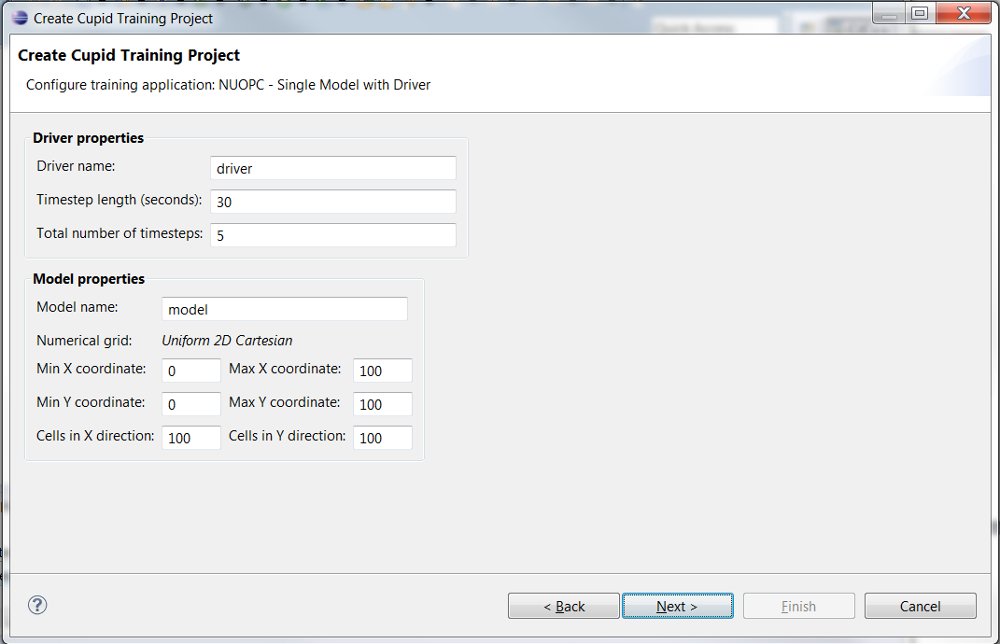 Create Cupid Training Project
Create Cupid Training Project
Configure training application: NUOPC - Single Model with Driver
Driver properties
Driver name: driver
Timestep length (seconds): 30
Total number of timesteps: 5
Model properties
Model name: model
Numerical grid: Uniform 2D Cartesian
Min X coordinate: 0 Max X coordinate: 100
Min Y coordinate: 0 Max Y coordinate: 100
Cells in X direction: 100 Cells in Y direction: 100
? < Back Next > Finish Cancel